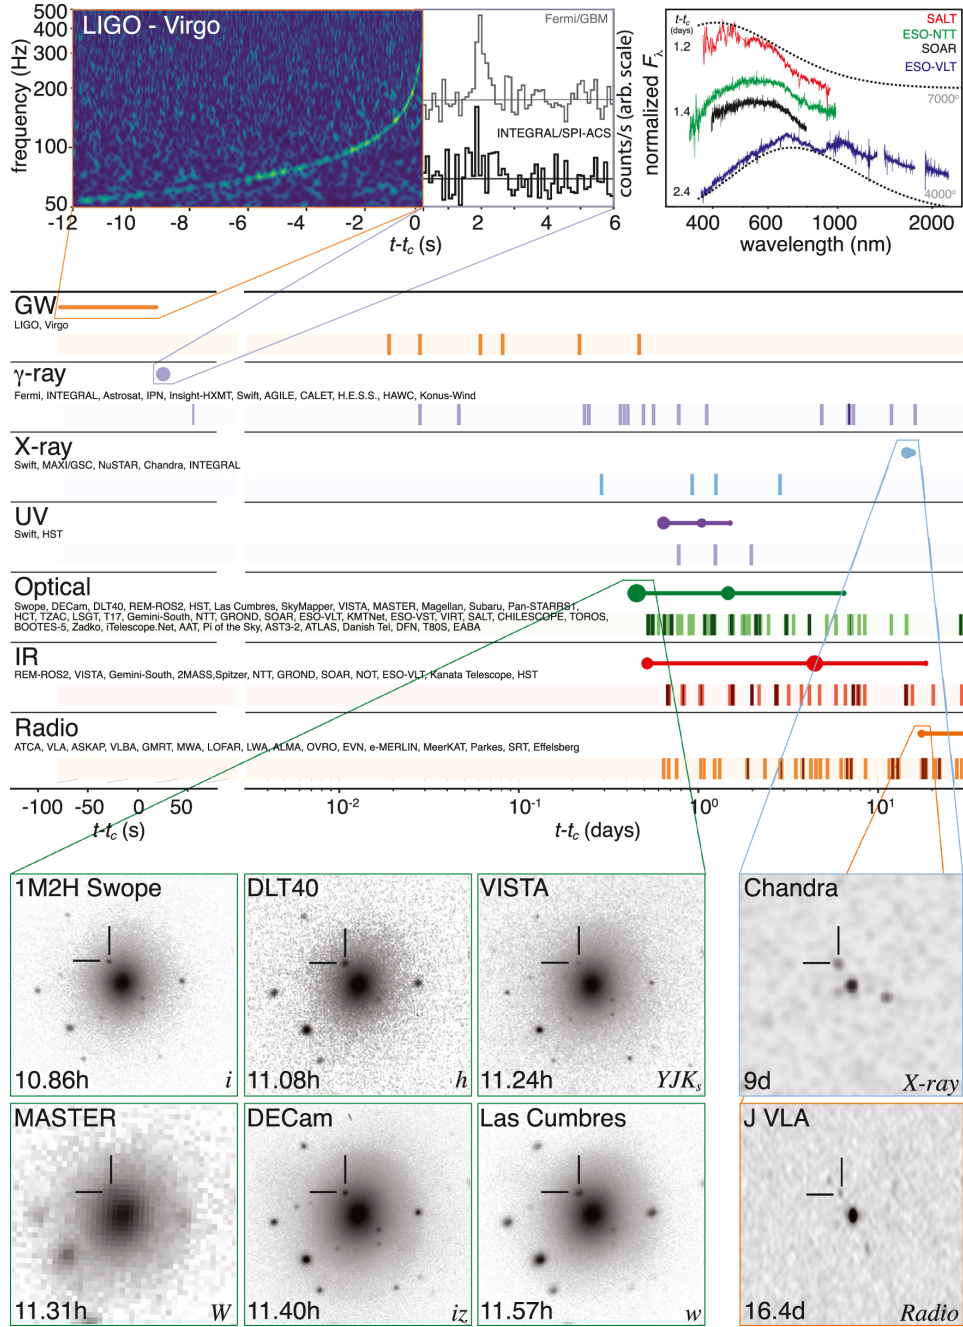 LIGO - Virgo
frequency (Hz)
500
400
300
200
100
50
-12
-10
-8
-6
-4
-2
0
2
4
6
t-tc (s)
Fermi/GBM
INTEGRAL/SPI-ACS
counts/s (arb. scale)
normalized Fλ
t-tc
(days)
1.2
1.4
2.4
SALT
ESO-NTT
SOAR
ESO-VLT
7000°
4000°
400
600
1000
2000
wavelength (nm)
GW
LIGO, Virgo
γ-ray
Fermi, INTEGRAL, Astrosat, IPN, Insight-HXMT, Swift, AGILE, CALET, H.E.S.S., HAWC, Konus-Wind
X-ray
Swift, MAXI/GSC, NuSTAR, Chandra, INTEGRAL
UV
Swift, HST
Optical
Swope, DECam, DLT40, REM-ROS2, HST, Las Cumbres, SkyMapper, VISTA, MASTER, Magellan, Subaru, Pan-STARRS1,
HCT, TZAC, LSGT, T17, Gemini-South, NTT, GROND, SOAR, ESO-VLT, KMTNet, ESO-VST, VIRT, SALT, CHILESCOPE, TOROS,
BOOTES-5, Zadko, iTelescope.Net, AAT, Pi of the Sky, AST3-2, ATLAS, Danish Tel, DFN, T80S, EABA
IR
REM-ROS2, VISTA, Gemini-South, 2MASS,Spitzer, NTT, GROND, SOAR, NOT, ESO-VLT, Kanata Telescope, HST
Radio
ATCA, VLA, ASKAP, VLBA, GMRT, MWA, LOFAR, LWA, ALMA, OVRO, EVN, e-MERLIN, MeerKAT, Parkes, SRT, Effelsberg
-100 -50 0 50
10-2 10-1 100 101
t-tc (s)
t-tc (days)
1M2H Swope
10.86h
i
DLT40
11.08h
h
VISTA
11.24h
YJKs
Chandra
9d
X-ray
MASTER
11.31h
W
DECam
11.40h
iz
Las Cumbres
11.57h
w
J VLA
16.4d
Radio